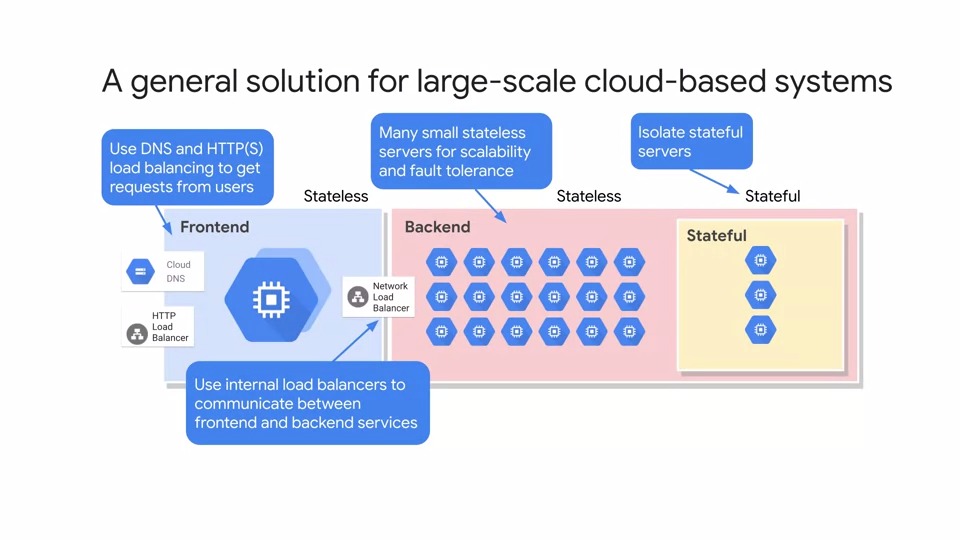 A general solution for large-scale cloud-based systems
Use DNS and HTTP(S)
load balancing to get
requests from users
Many small stateless
servers for scalability
and fault tolerance
Isolate stateful
servers
Stateless
Stateless
Stateful
Frontend
Backend
Stateful
Cloud
DNS
HTTP
Load
Balancer
Network
Load
Balancer
Use internal load balancers to
communicate between
frontend and backend services